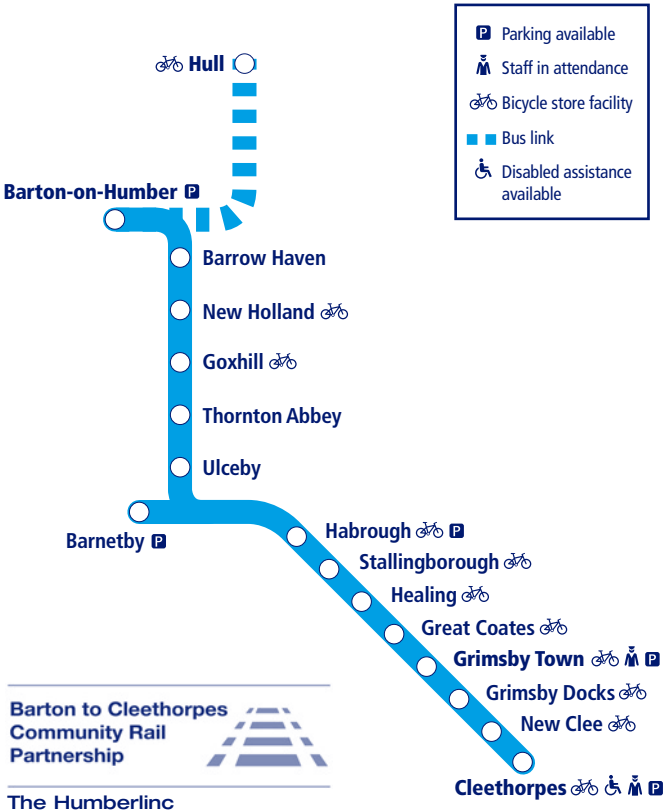 P Parking available
Staff in attendance
Bicycle store facility
Bus link
Disabled assistance
available
Hull
Barton-on-Humber P
Barrow Haven
New Holland
Goxhill
Thornton Abbey
Ulceby
Barnetby P
Habrough P
Stallingborough
Healing
Great Coates
Grimsby Town P
Grimsby Docks
New Clee
Cleethorpes P
Barton to Cleethorpes
Community Rail
Partnership
The Humberlinc